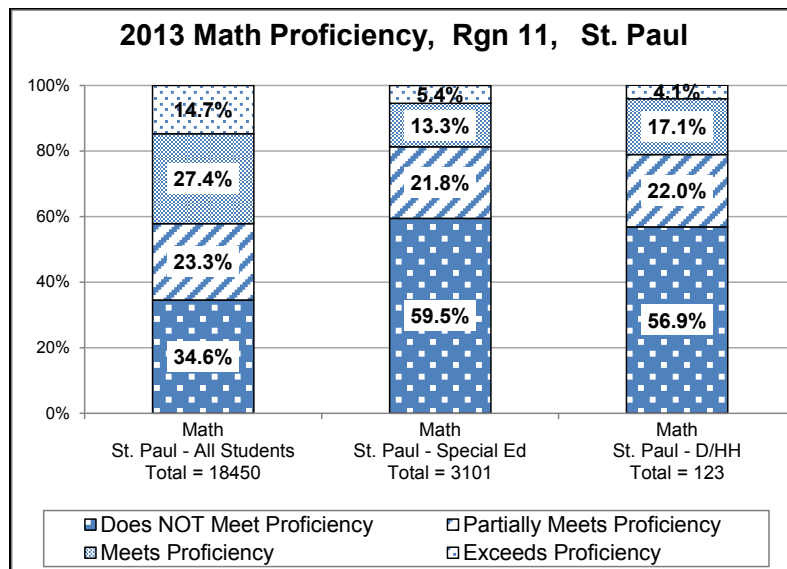 2013 Math Proficiency, Rgn 11, St. Paul
100%
80%
60%
40%
20%
0%
14.7%
27.4%
23.3%
34.6%
5.4%
13.3%
21.8%
59.5%
4.1%
17.1%
22.0%
56.9%
Math
St. Paul - All Students
Total = 18450
Math
St. Paul - Special Ed
Total = 3101
Math
St. Paul - D/HH
Total = 123
Does NOT Meet Proficiency
Partially Meets Proficiency
Meets Proficiency
Exceeds Proficiency